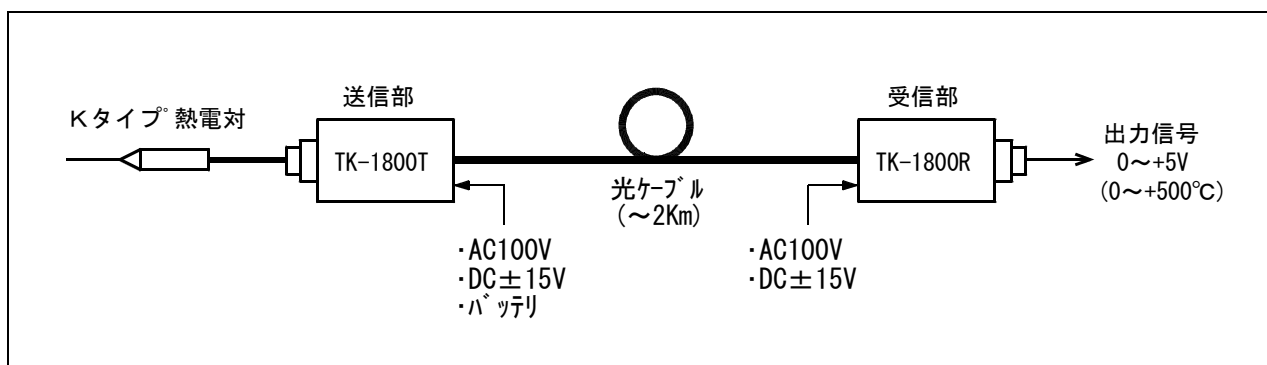 送信部
受信部
Kタイプ熱電対
TK-1800T
TK-1800R
出力信号
0～+5V
(0～+500℃)
光ケーブル
(～2Km)
・AC100V
・DC±15V
・バッテリ
・AC100V
・DC±15V